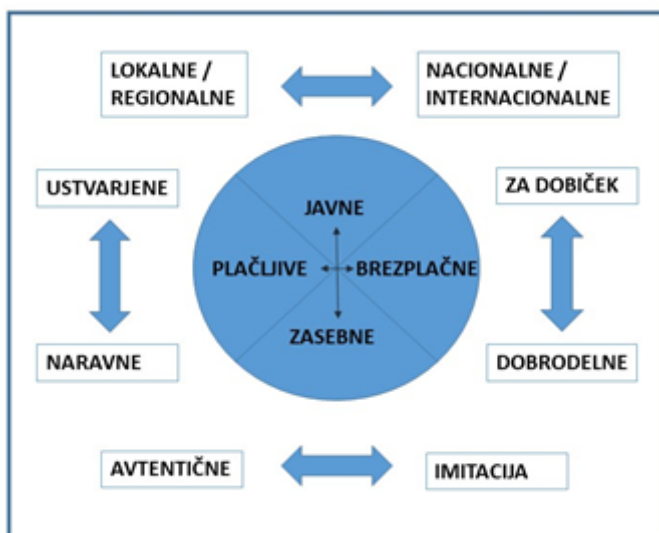 LOKALNE /
REGIONALNE
NACIONALNE /
INTERNACIONALNE
USTVARJENE
ZA DOBIČEK
JAVNE
PLAČLJIVE
BREZPLAČNE
ZASEBNE
NARAVNE
DOBRODELNE
AVTENTIČNE
IMITACIJA